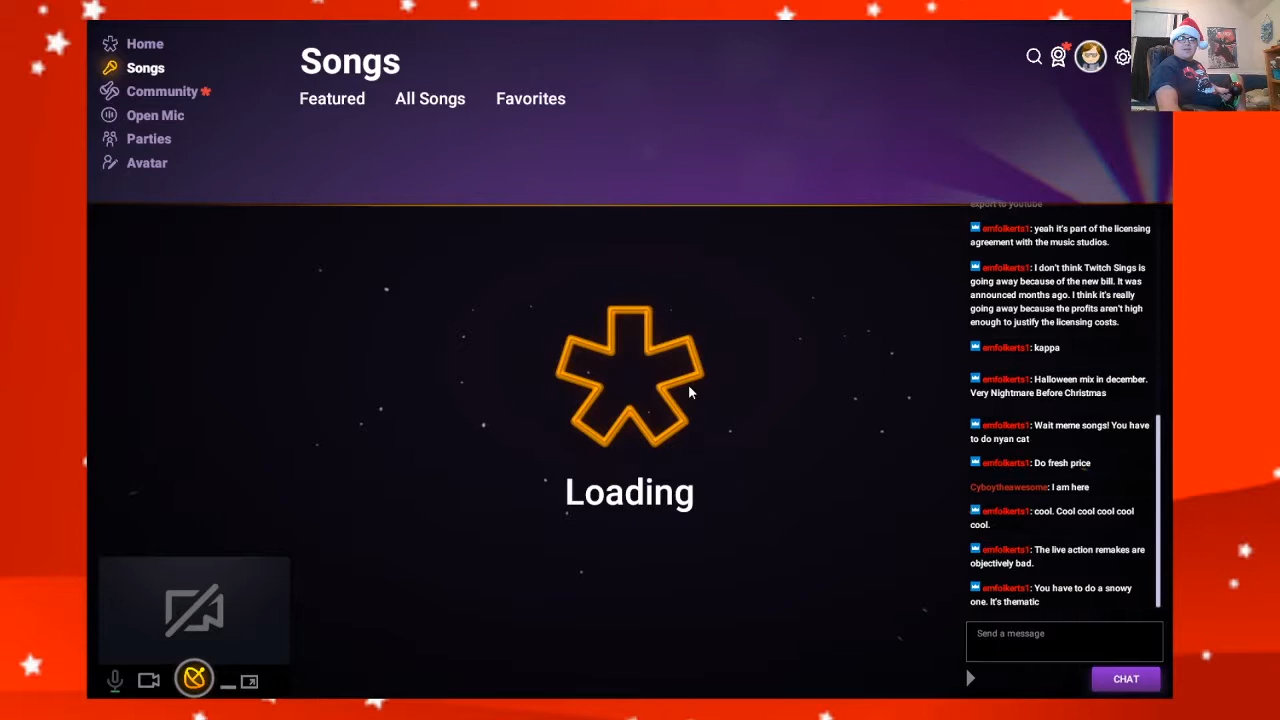 Home
Songs
Community
Open Mic
Parties
Avatar
Songs
Featured All Songs Favorites
Loading
export to youtube
emfolkerts1: yeah it's part of the licensing
agreement with the music studios.
emfolkerts1: I don't think Twitch Sings is
going away because of the new bill. It was
announced months ago. I think it's really
going away because the profits aren't high
enough to justify the licensing costs.
emfolkerts1: kappa
emfolkerts1: Halloween mix in december.
Very Nightmare Before Christmas
emfolkerts1: Wait meme songs! You have
to do nyan cat
emfolkerts1: Do fresh price
Cyboytheawesome: I am here
emfolkerts1: cool. Cool cool cool cool
cool.
emfolkerts1: The live action remakes are
objectively bad.
emfolkerts1: You have to do a snowy
one. It's thematic
Send a message
CHAT